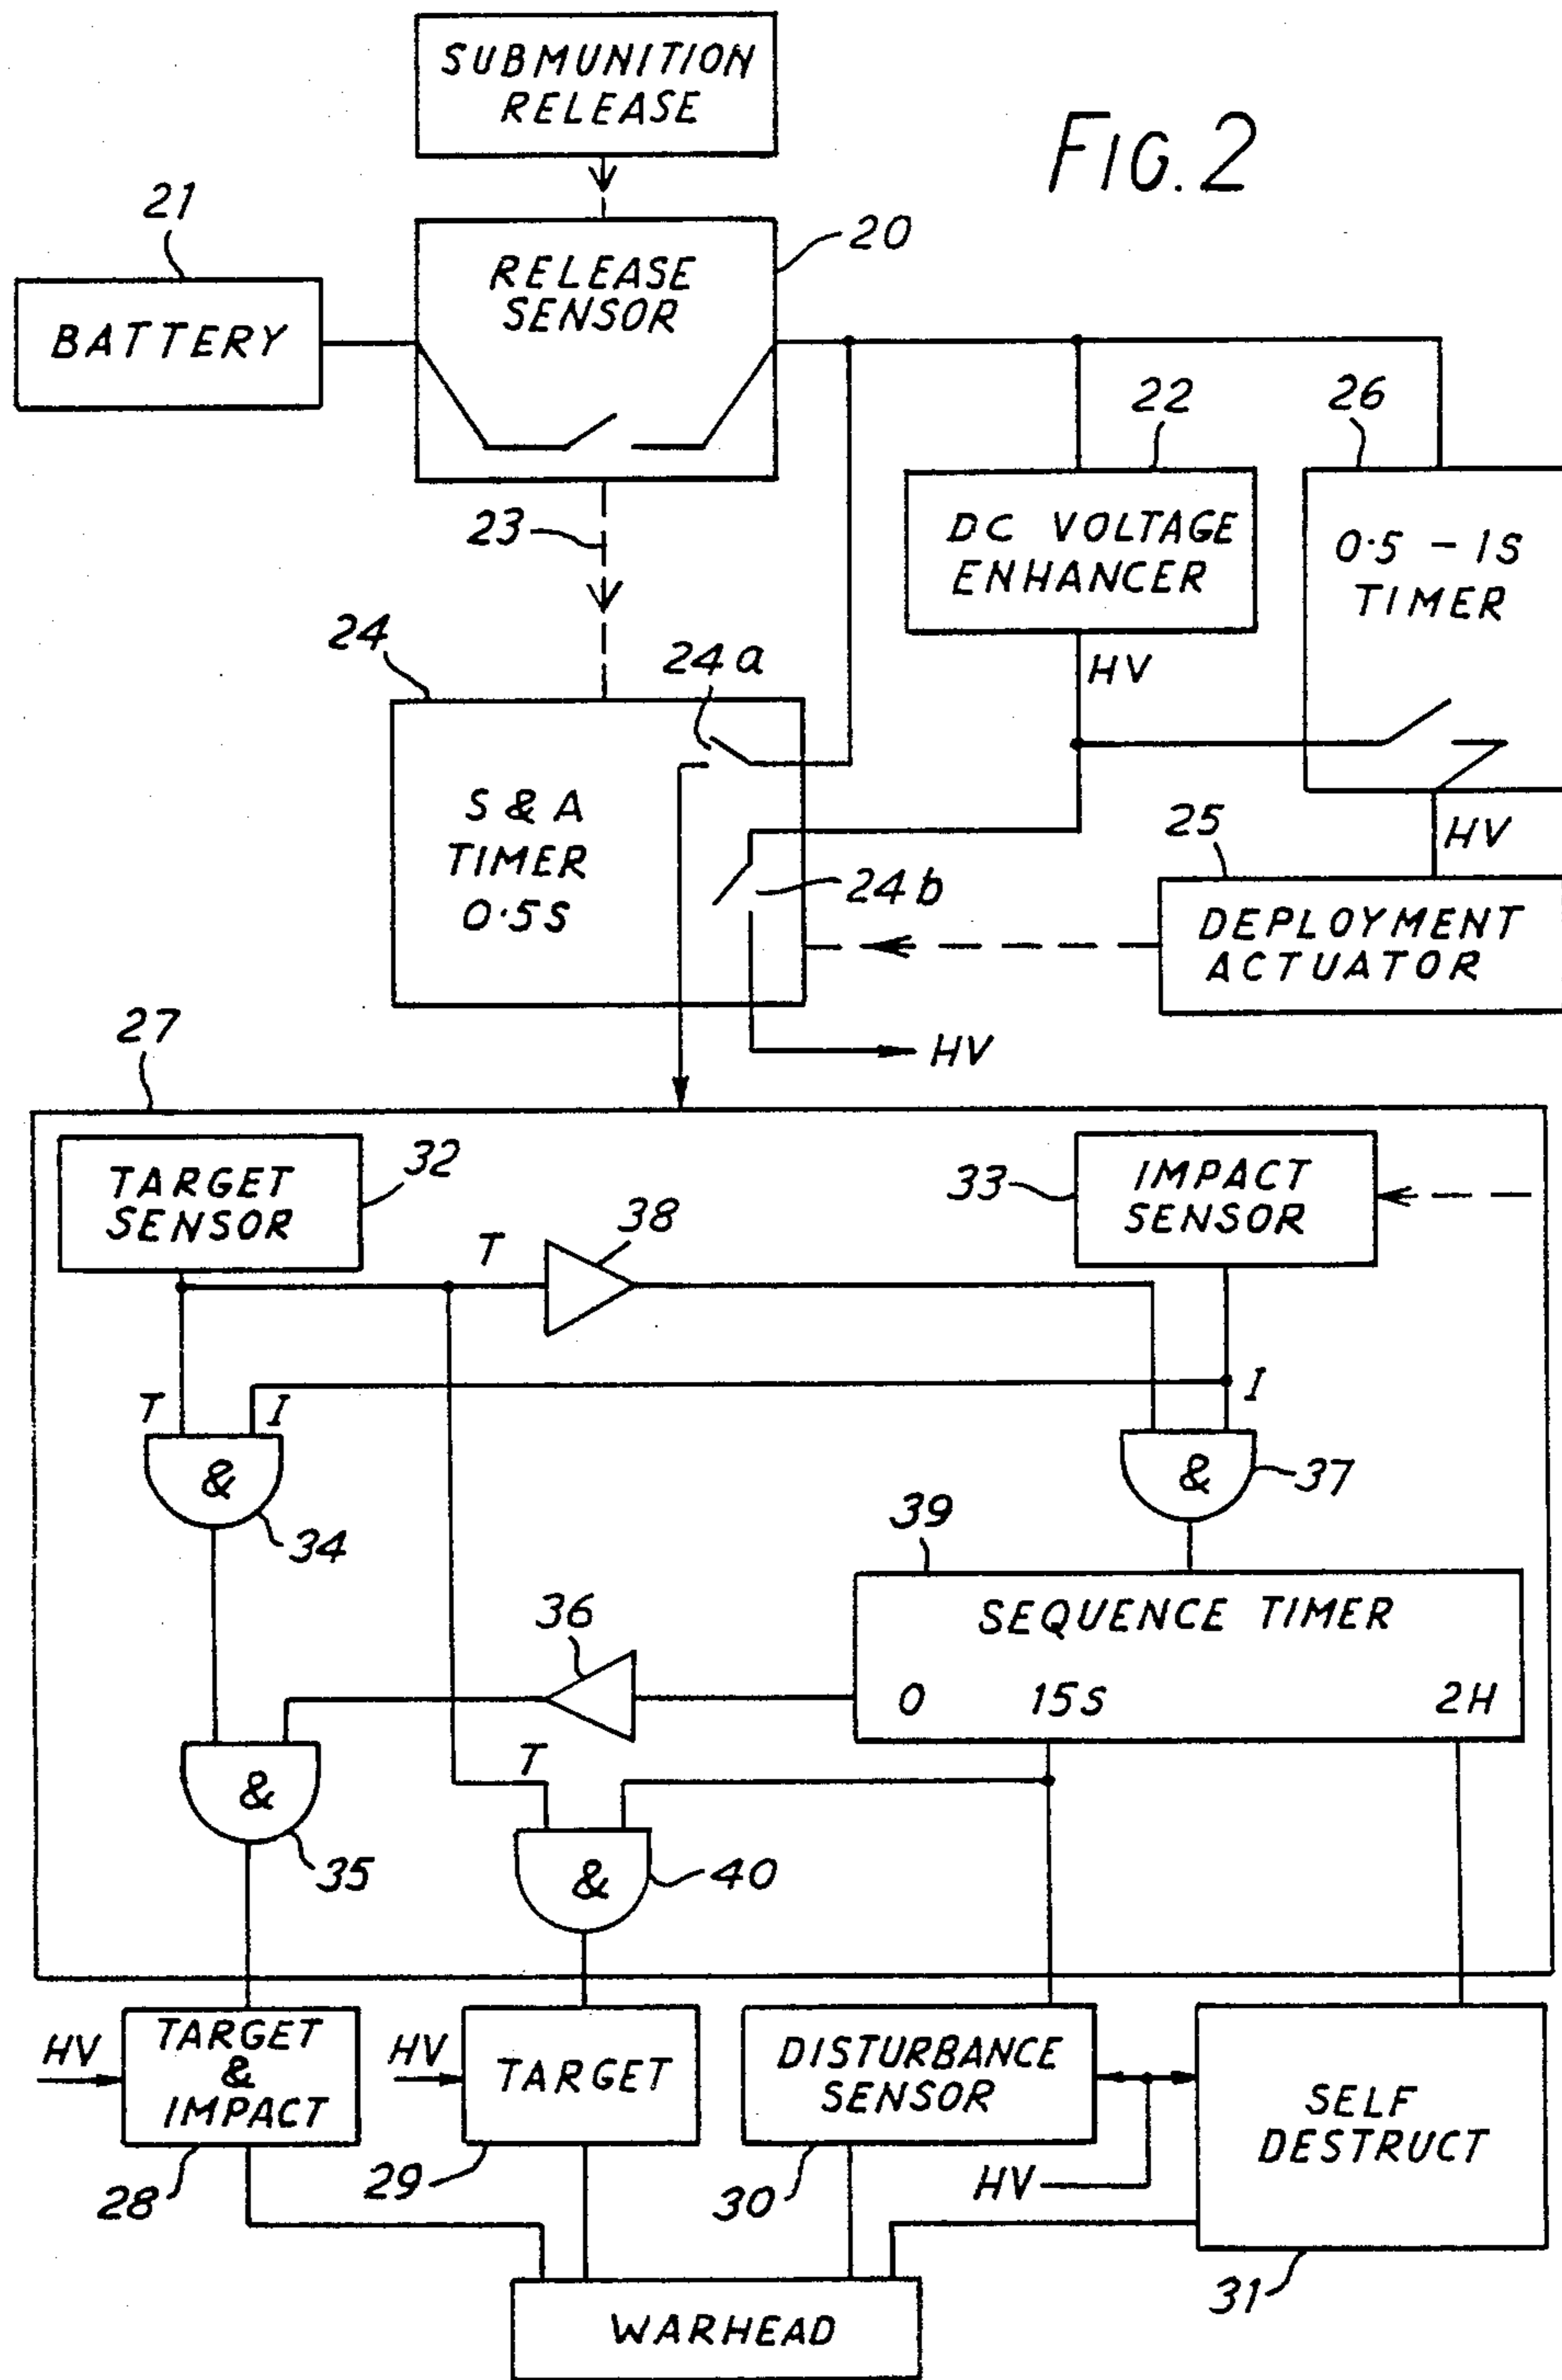 SUBMUNITION
RELEASE
FIG. 2
21
20
RELEASE
SENSOR
BATTERY
22
26
23
DC VOLTAGE
ENHANCER
0·5 - 1S
TIMER
24
24a
HV
S & A
TIMER
0·5S
24b
25
HV
DEPLOYMENT
ACTUATOR
27
HV
TARGET
SENSOR
32
33
IMPACT
SENSOR
T
38
T
I
I
&
34
&
37
39
36
SEQUENCE TIMER
0 15S 2H
T
&
35
&
40
HV
TARGET
&
IMPACT
HV
TARGET
DISTURBANCE
SENSOR
SELF
DESTRUCT
28
29
30
HV
31
WARHEAD